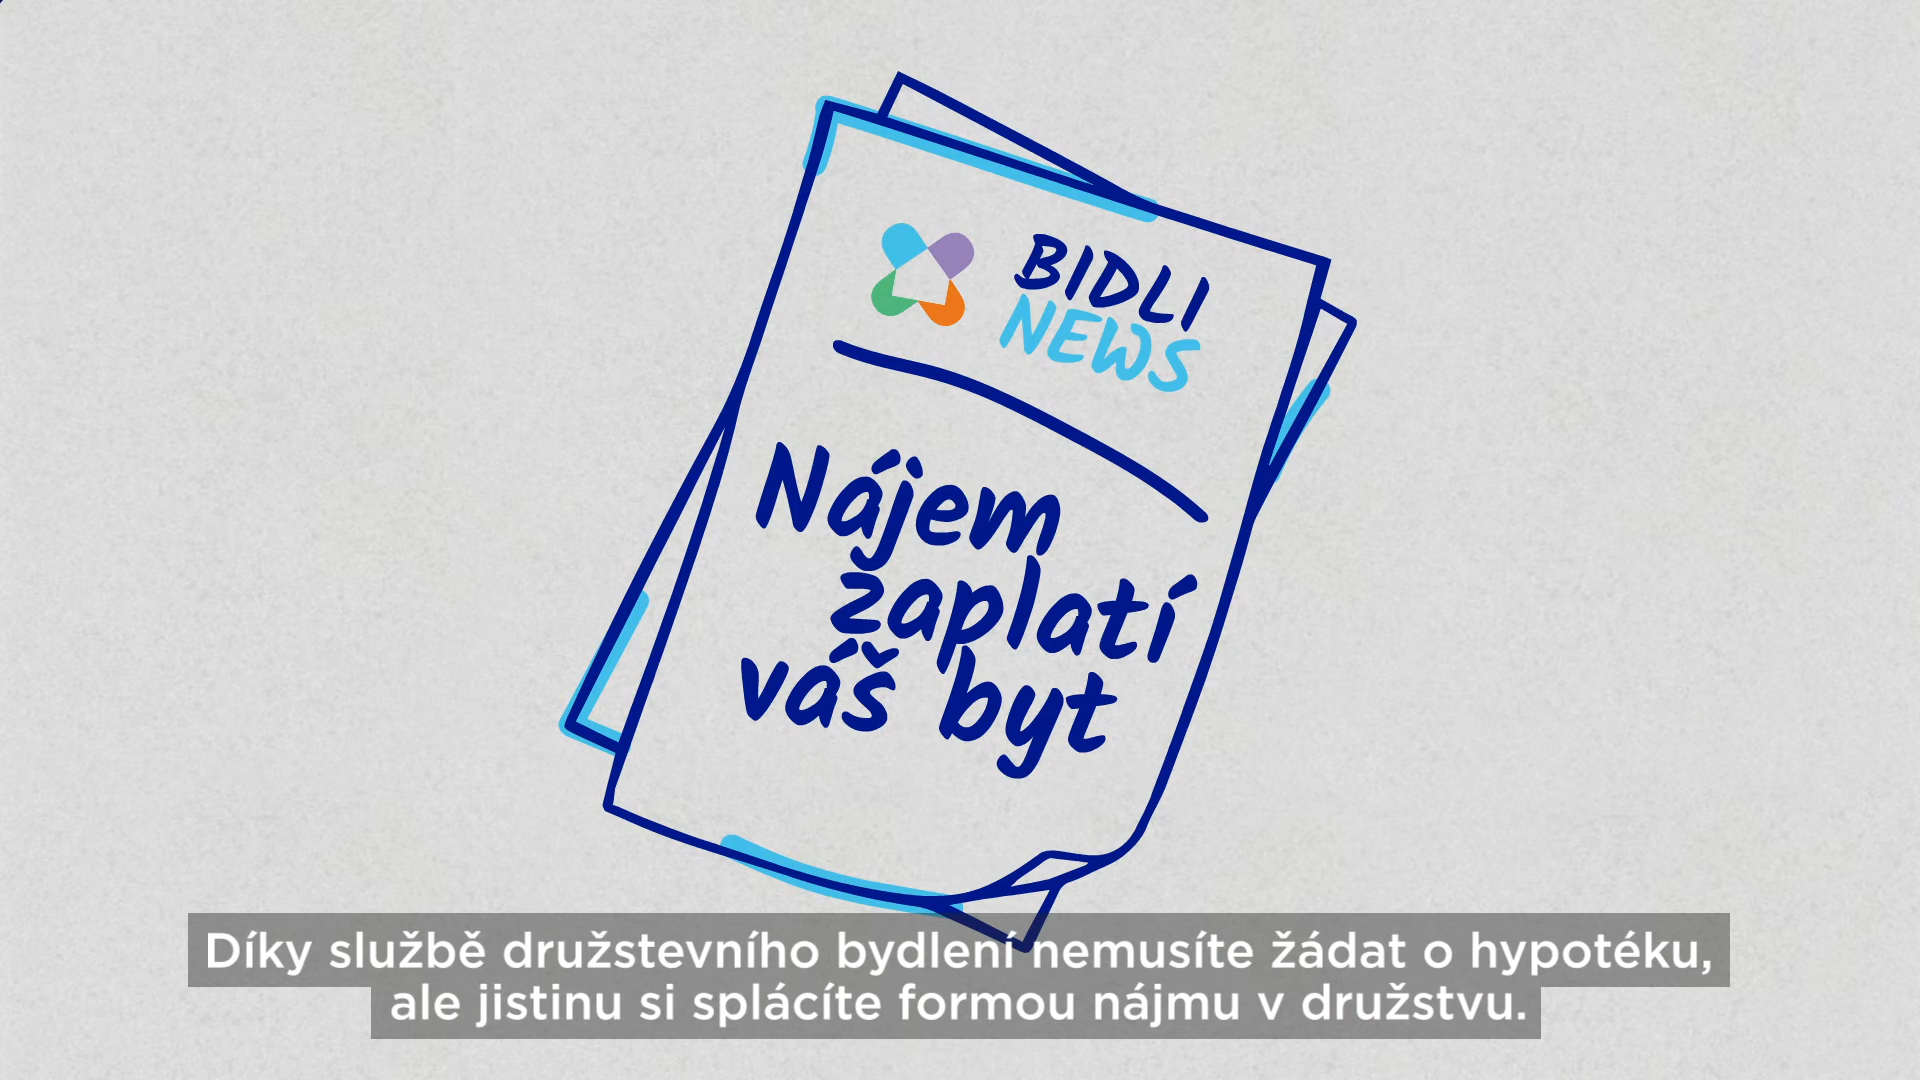 BIDLI
NEWS
Nájem
zaplatí
váš byt
Díky službě družstevního bydlení nemusíte žádat o hypotéku,
ale jistinu si splácíte formou nájmu v družstvu.